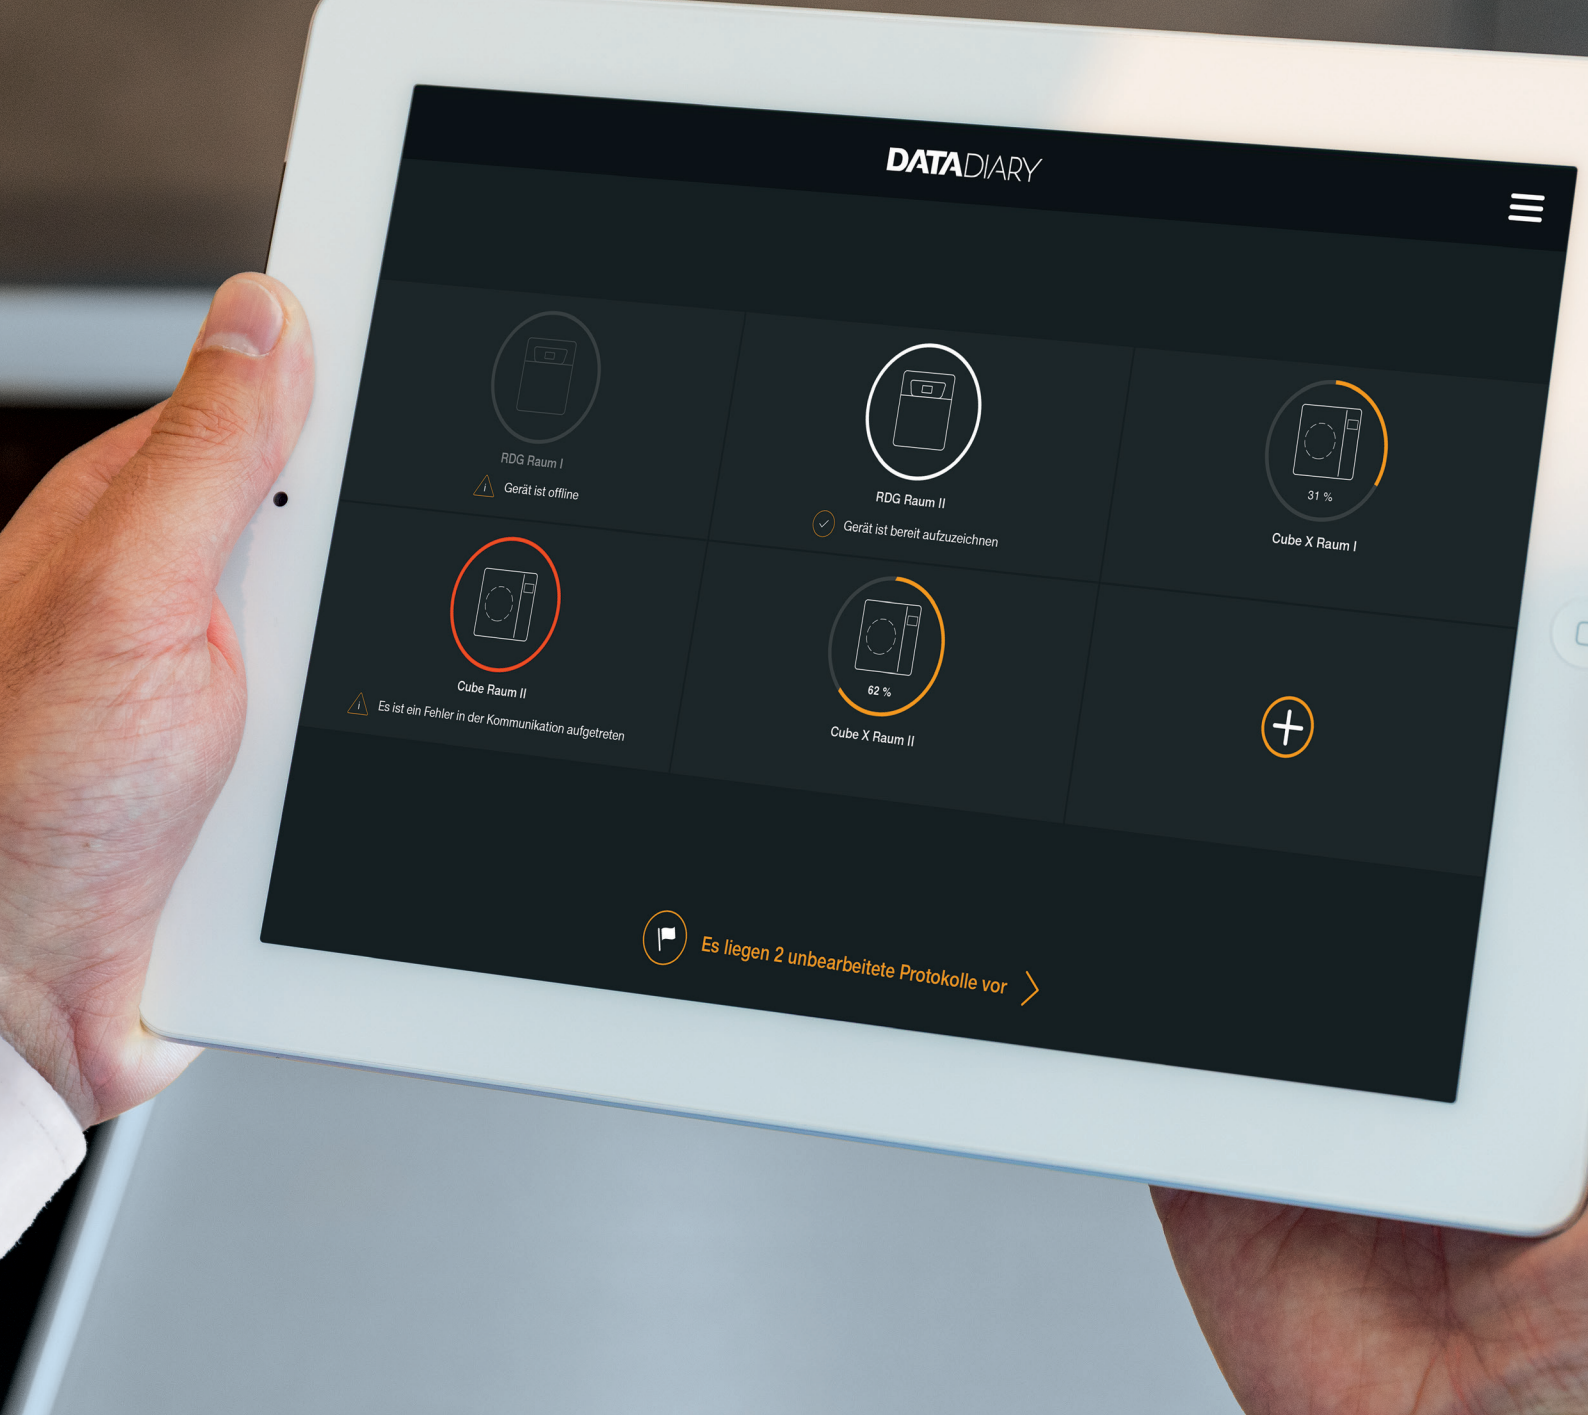 DATADIARY
RDG Raum I
Gerät ist offline
RDG Raum II
Gerät ist bereit aufzuzeichnen
31 %
Cube X Raum I
Cube Raum II
Es ist ein Fehler in der Kommunikation aufgetreten
62 %
Cube X Raum II
Es liegen 2 unbearbeitete Protokolle vor